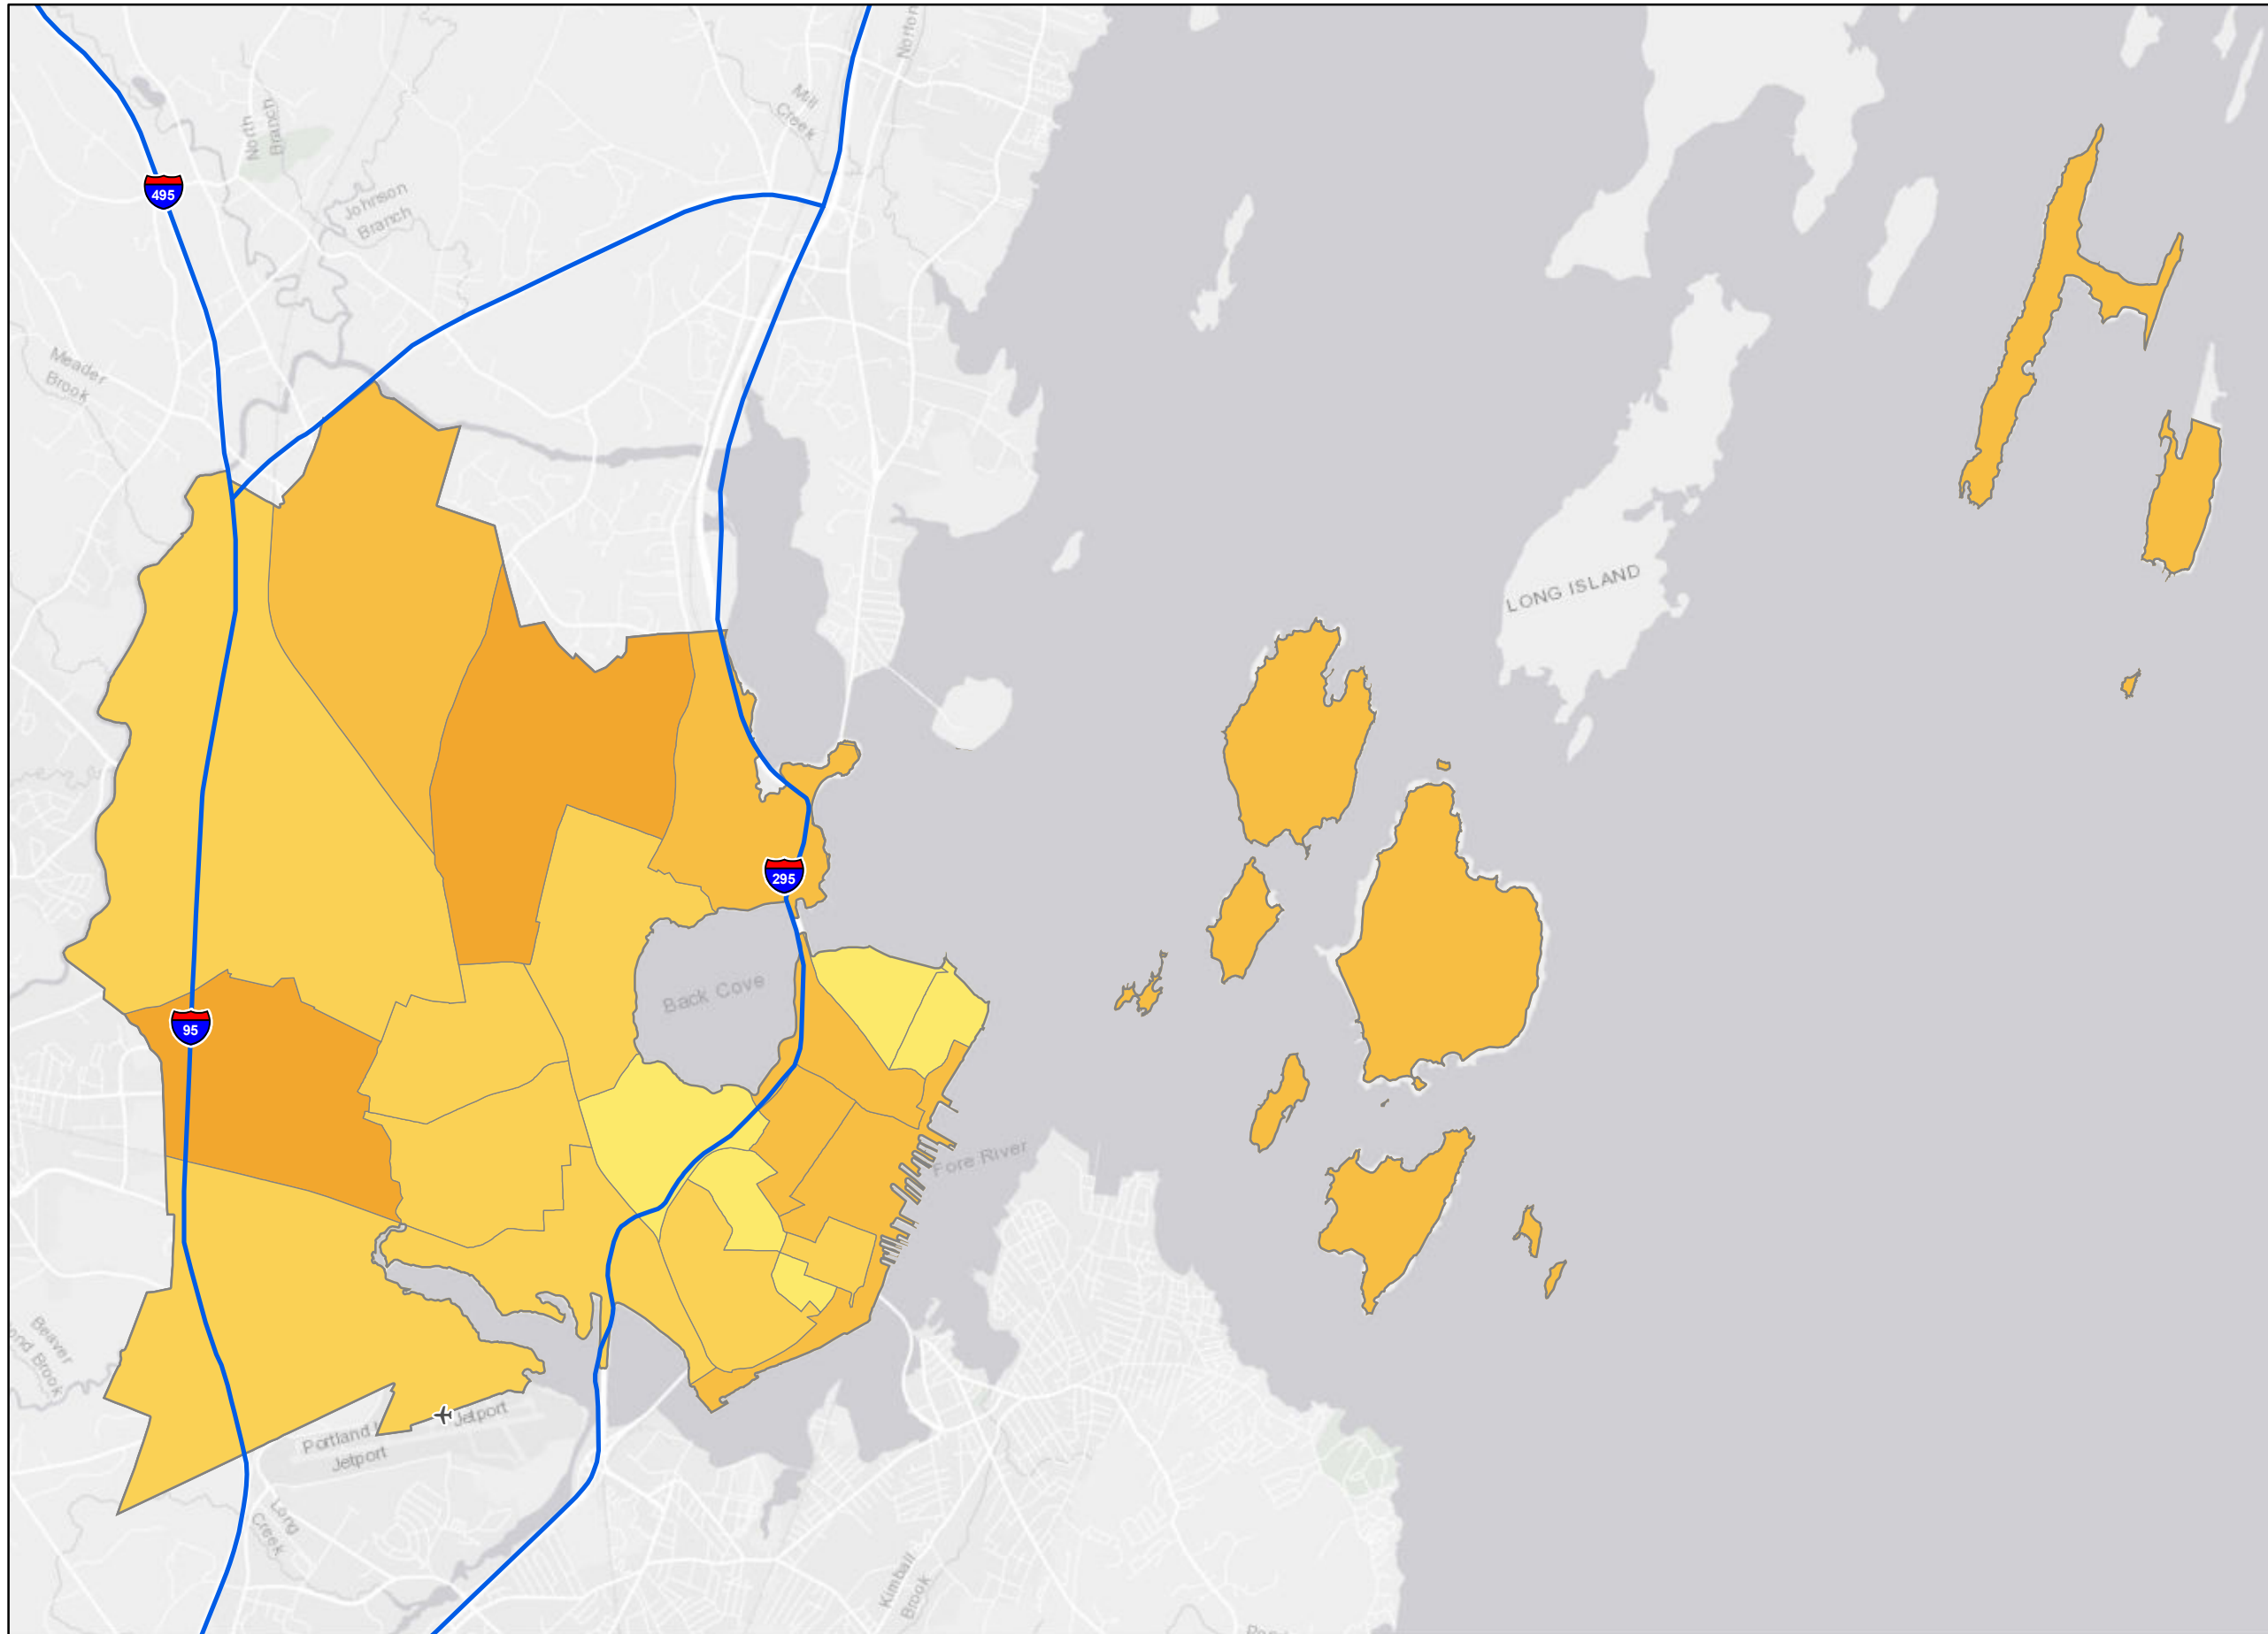 Norton
Mill
Creek
North
Branch
495
Johnson
Branch
Meader
Brook
LONG ISLAND
295
Back Cove
95
Fore River
Beaver
ond Brook
Jetport
Portland I
Jetport
Long
Creek
Kimball
Brook